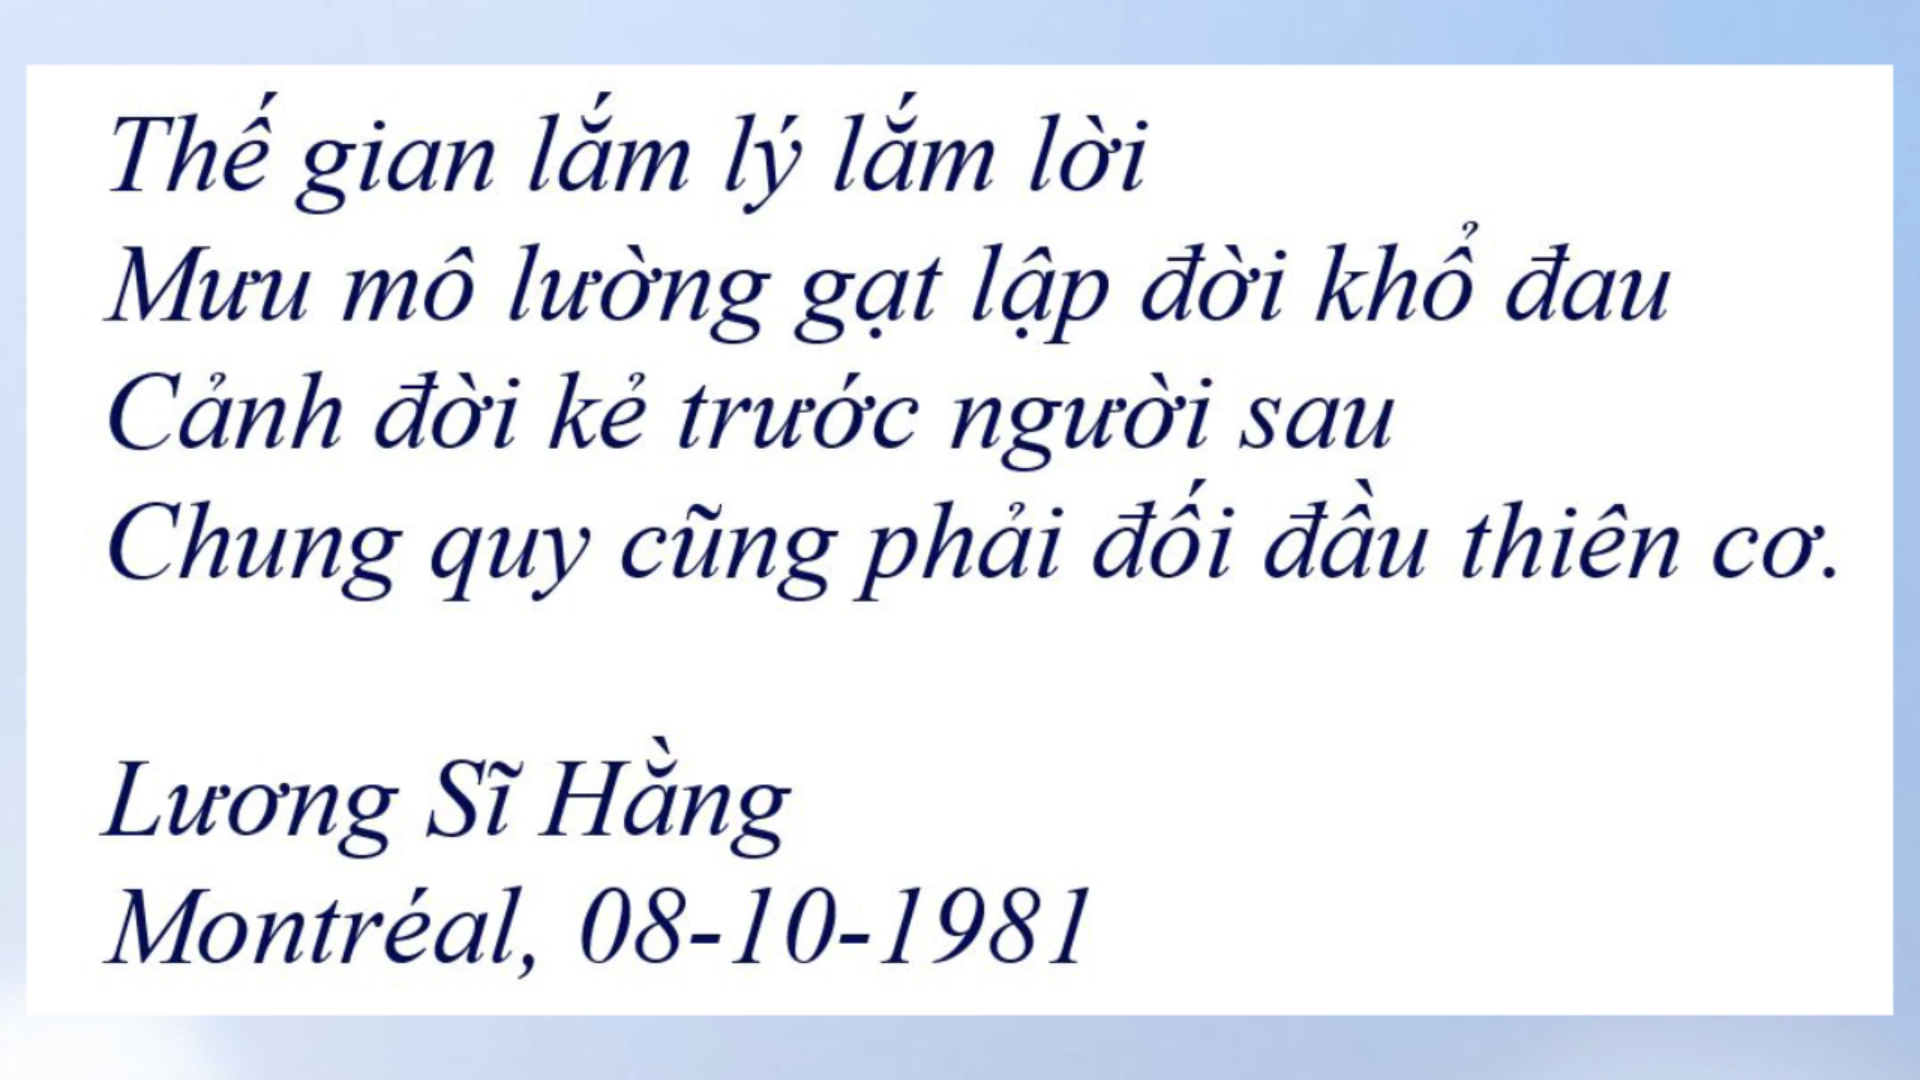 Thế gian lắm lý lắm lời
Mưu mô lường gạt lập đời khổ đau
Cảnh đời kẻ trước người sau
Chung quy cũng phải đối đầu thiên cơ.
Lương Sĩ Hằng
Montréal, 08-10-1981